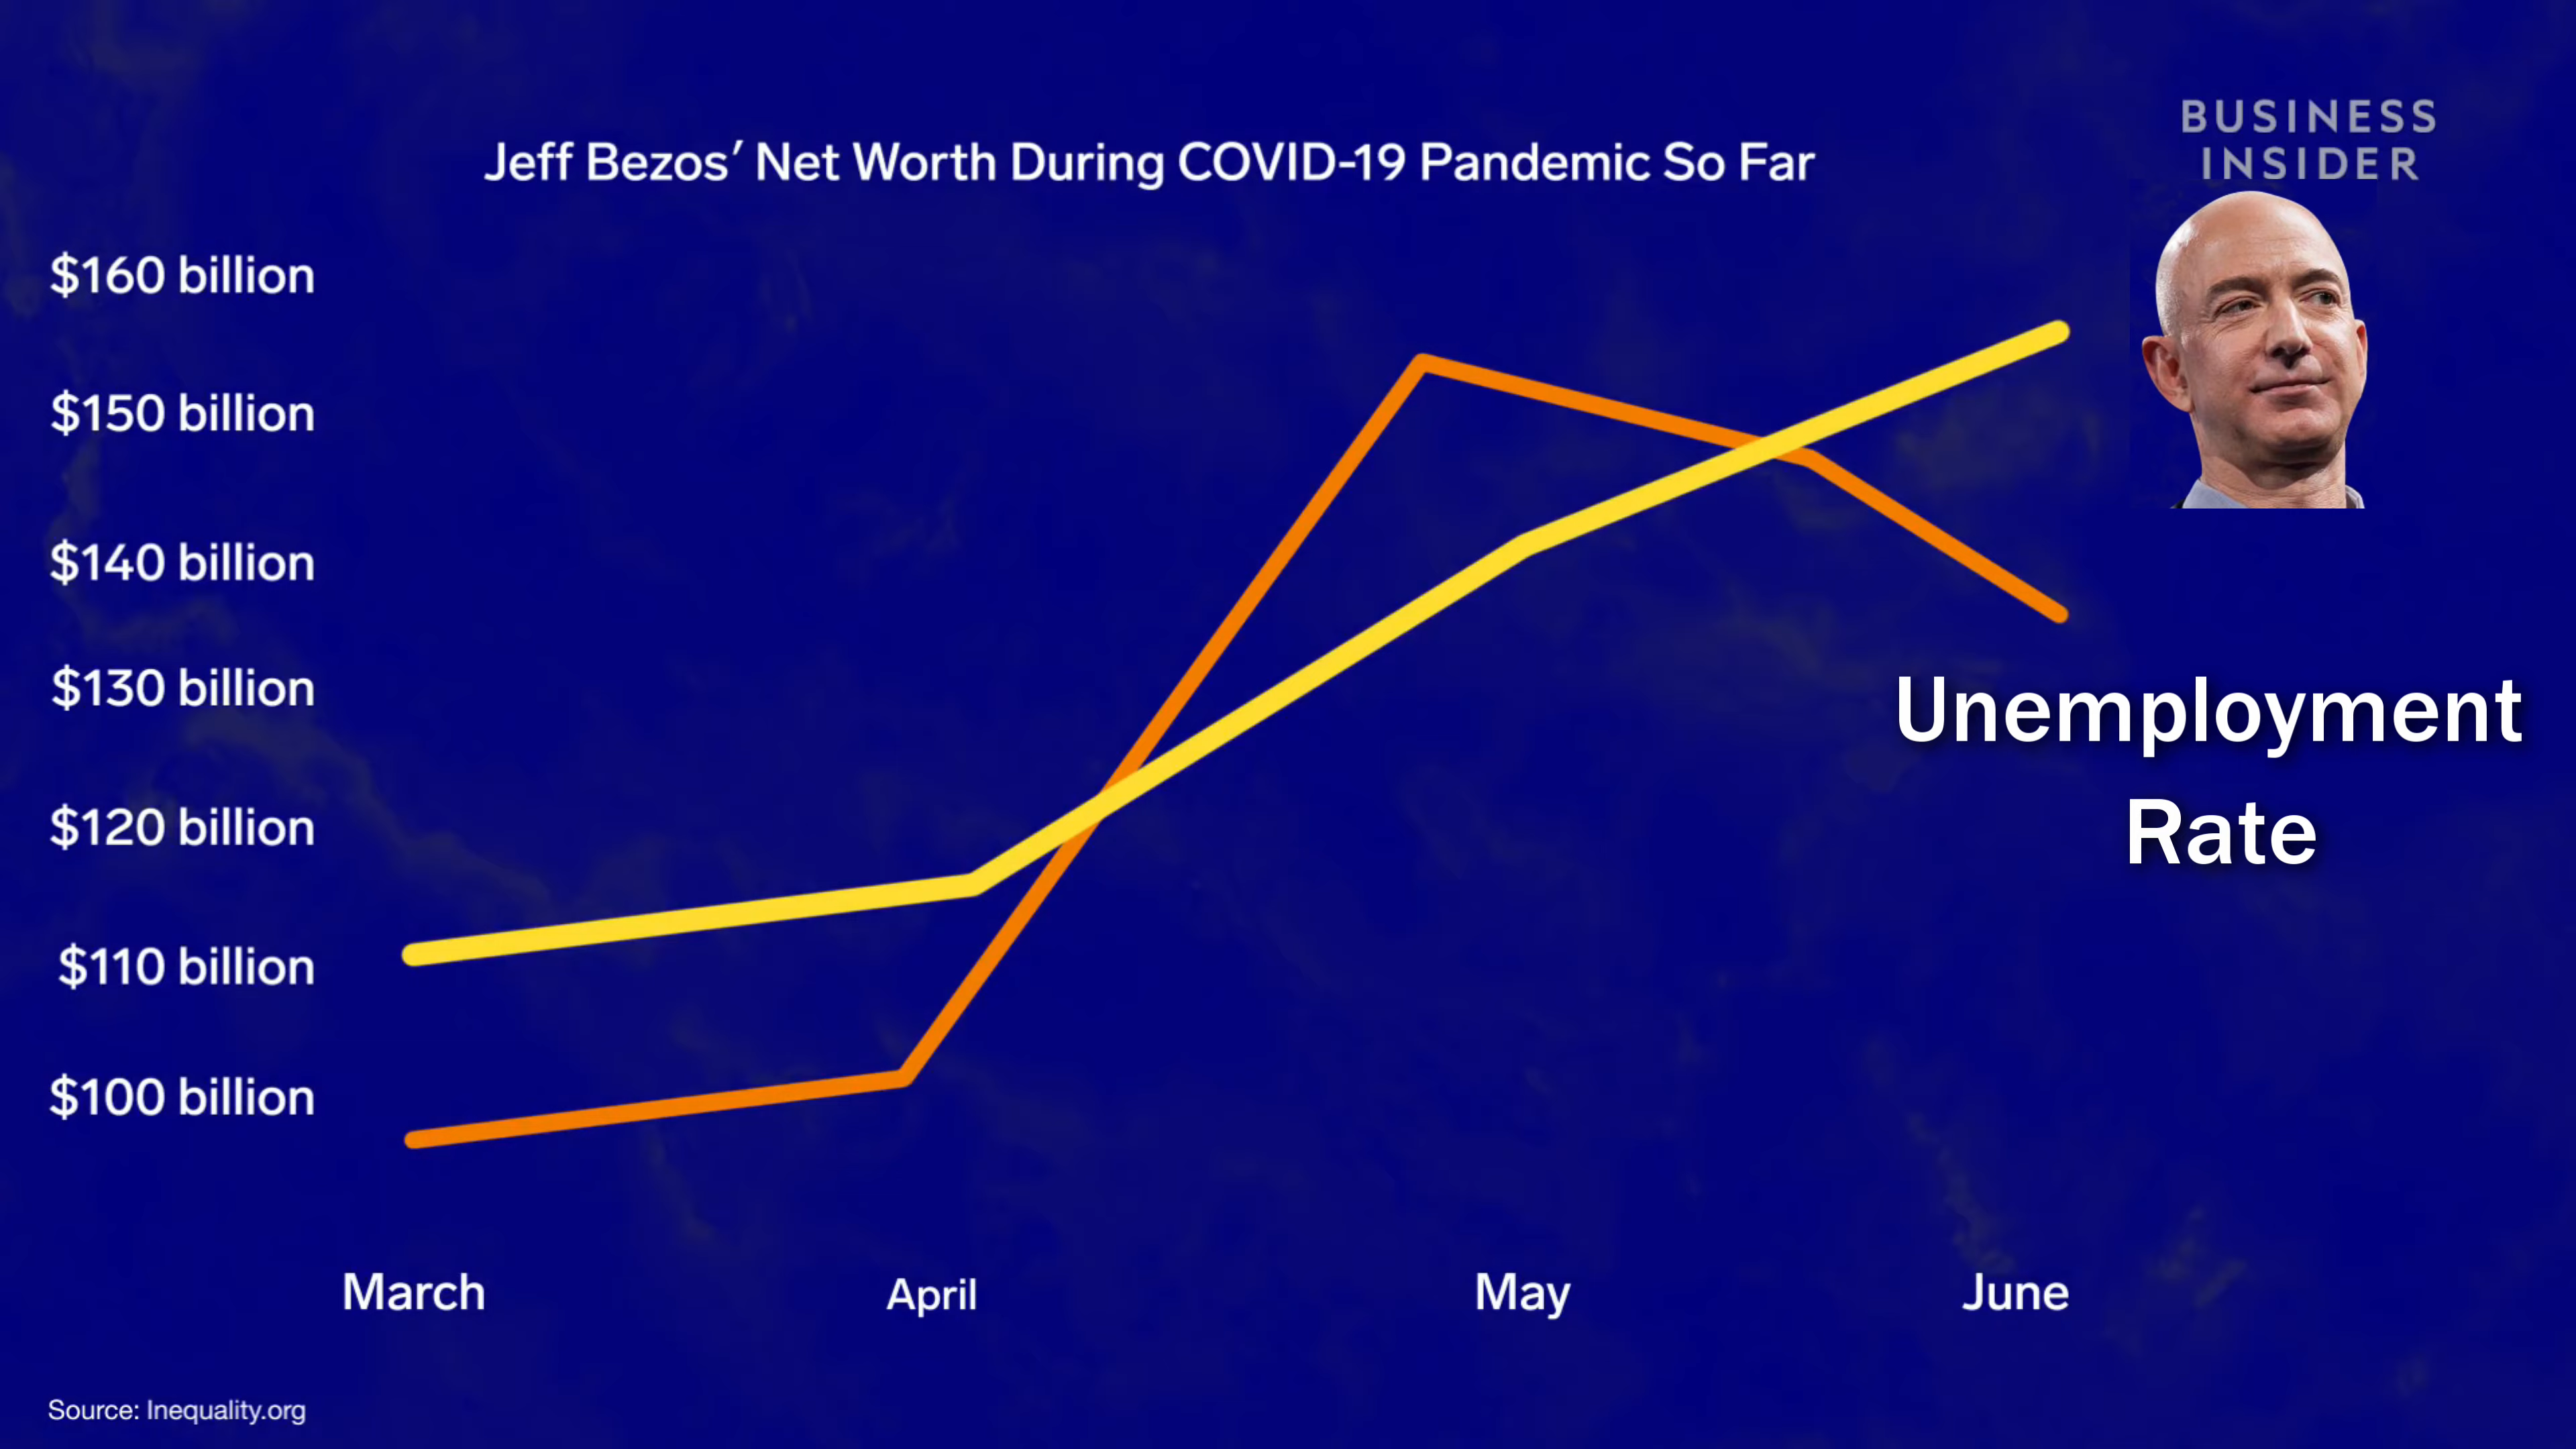 BUSINESS
INSIDER
Jeff Bezos’ Net Worth During COVID-19 Pandemic So Far
$160 billion
$150 billion
$140 billion
$130 billion
$120 billion
$110 billion
$100 billion
Unemployment
Rate
March
April
May
June
Source: Inequality.org